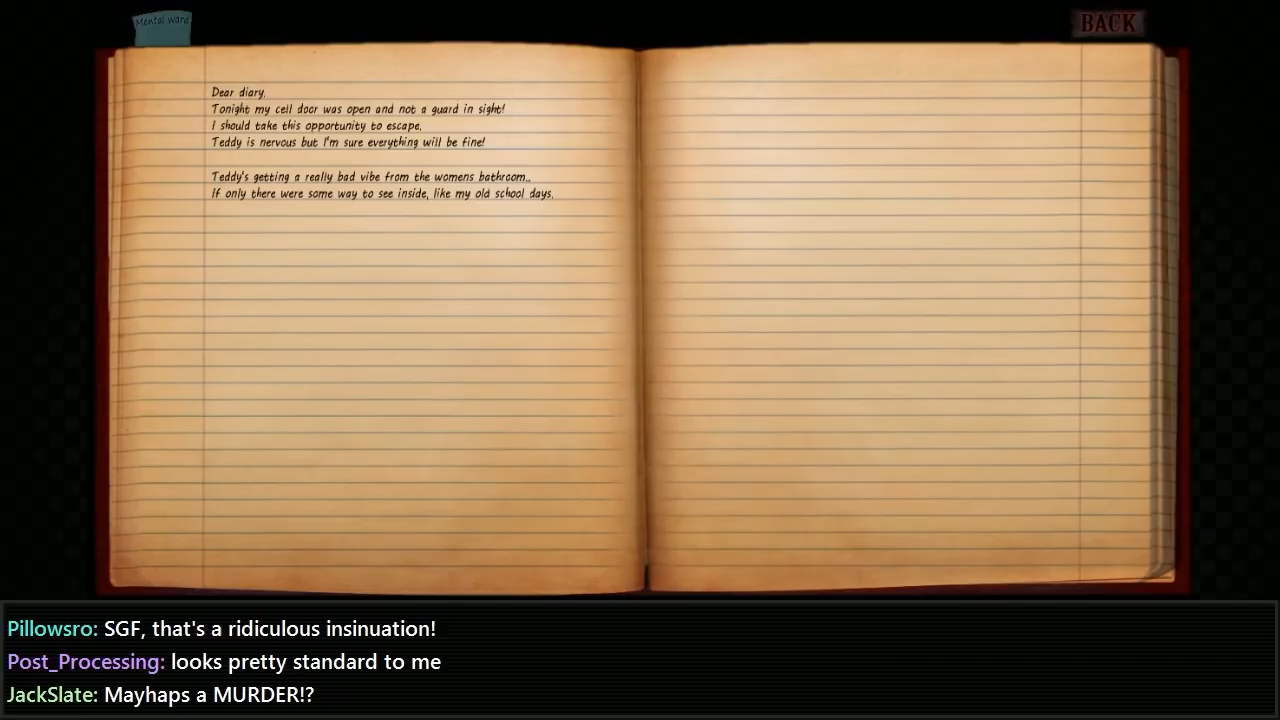 Mental ward
BACK
Dear diary,
Tonight my cell door was open and not a guard in sight!
I should take this opportunity to escape,
Teddy is nervous but I'm sure everything will be fine!
Teddy's getting a really bad vibe from the womens bathroom..
If only there were some way to see inside, like my old school days.
Pillowsro: SGF, that's a ridiculous insinuation!
Post_Processing: looks pretty standard to me
JackSlate: Mayhaps a MURDER!?